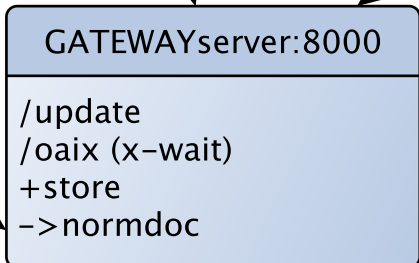 GATEWAYserver:8000
/update
/oaix (x-wait)
+store
->normdoc